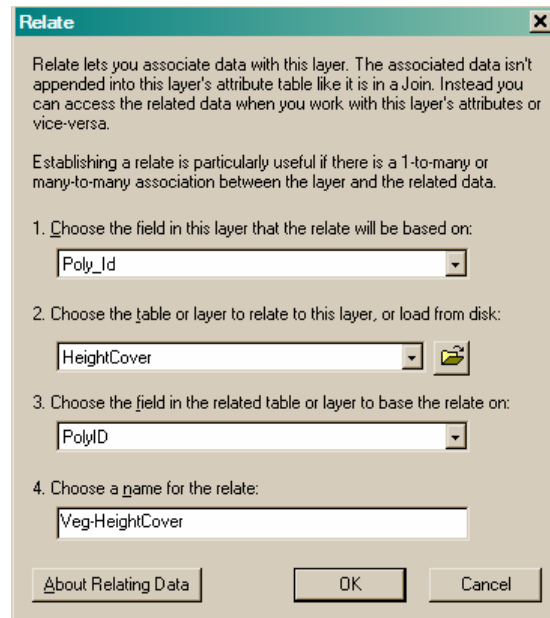 Relate
Relate lets you associate data with this layer. The associated data isn't
appended into this layer's attribute table like it is in a Join. Instead you
can access the related data when you work with this layer's attributes or
vice-versa.
Establishing a relate is particularly useful if there is a 1-to-many or
many-to-many association between the layer and the related data.
1. Choose the field in this layer that the relate will be based on:
Poly_Id
2. Choose the table or layer to relate to this layer, or load from disk:
HeightCover
3. Choose the field in the related table or layer to base the relate on:
PolyID
4. Choose a name for the relate:
Veg-HeightCover
About Relating Data OK Cancel